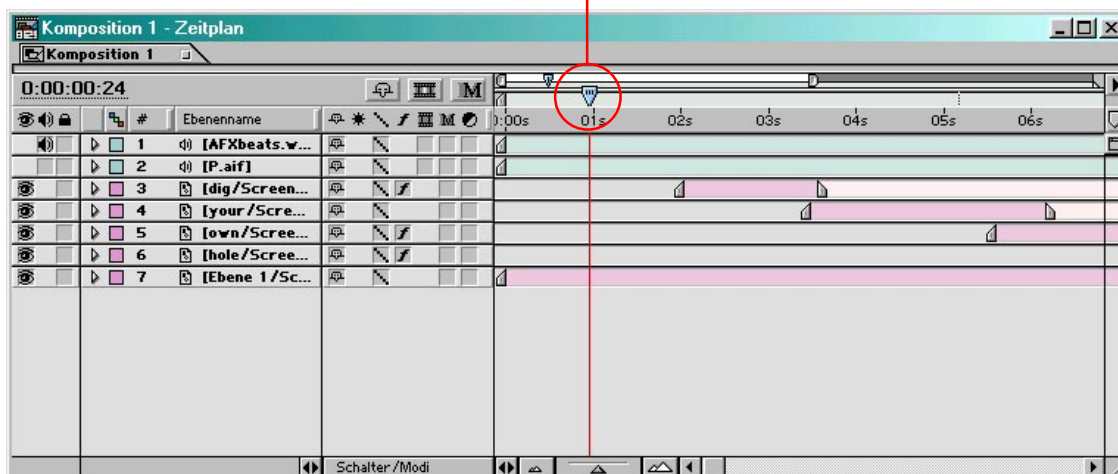 Komposition 1 - Zeitplan
Komposition 1
0:00:00:24
M
# Ebenenname M
):00s 01s 02s 03s 04s 05s 06s
1 [AFXbeats.w...
2 [P.aif]
3 [dig/Screen...
4 [your/Scre...
5 [own/Scree...
6 [hole/Scree...
7 [Ebene 1/Sc...
Schalter/Modi